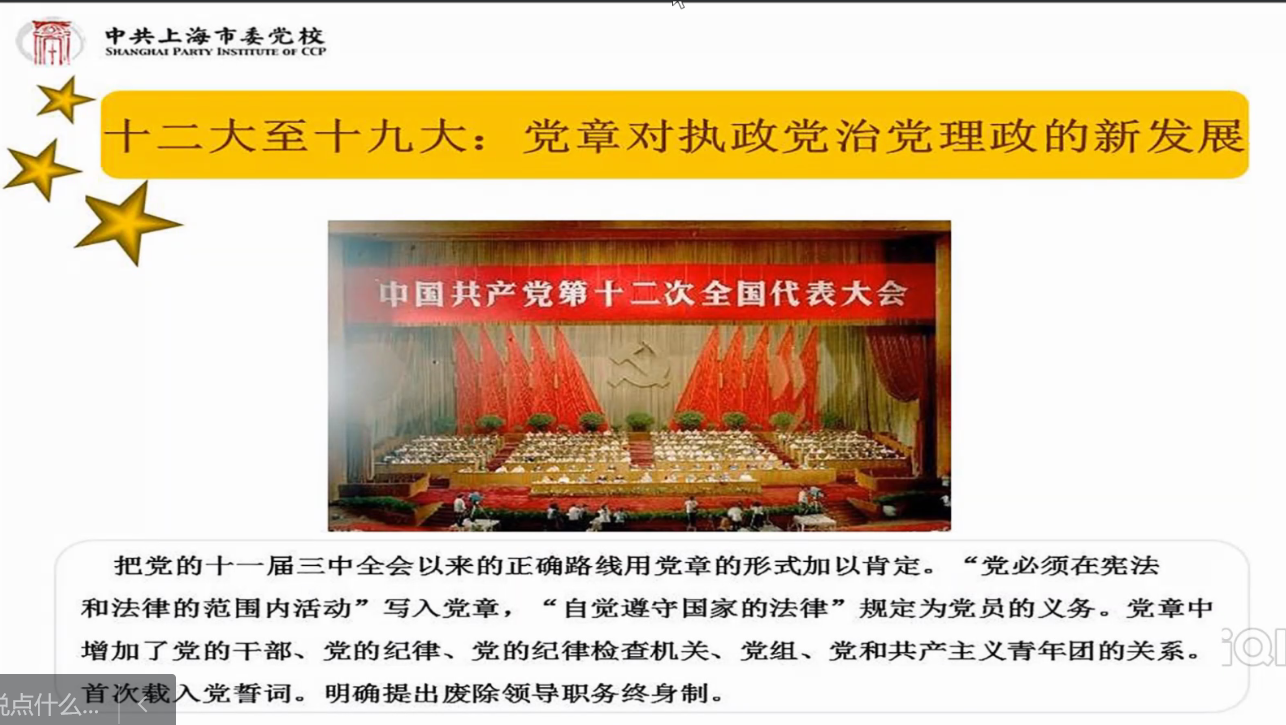 中共上海市委党校
SHANGHAI PARTY INSTITUTE OF CCP
十二大至十九大：党章对执政党治党理政的新发展
中国共产党第十二次全国代表大会
把党的十一届三中全会以来的正确路线用党章的形式加以肯定。“党必须在宪法
和法律的范围内活动”写入党章，“自觉遵守国家的法律”规定为党员的义务。党章中
增加了党的干部、党的纪律、党的纪律检查机关、党组、党和共产主义青年团的关系。
首次载入党誓词。明确提出废除领导职务终身制。
说点什么...